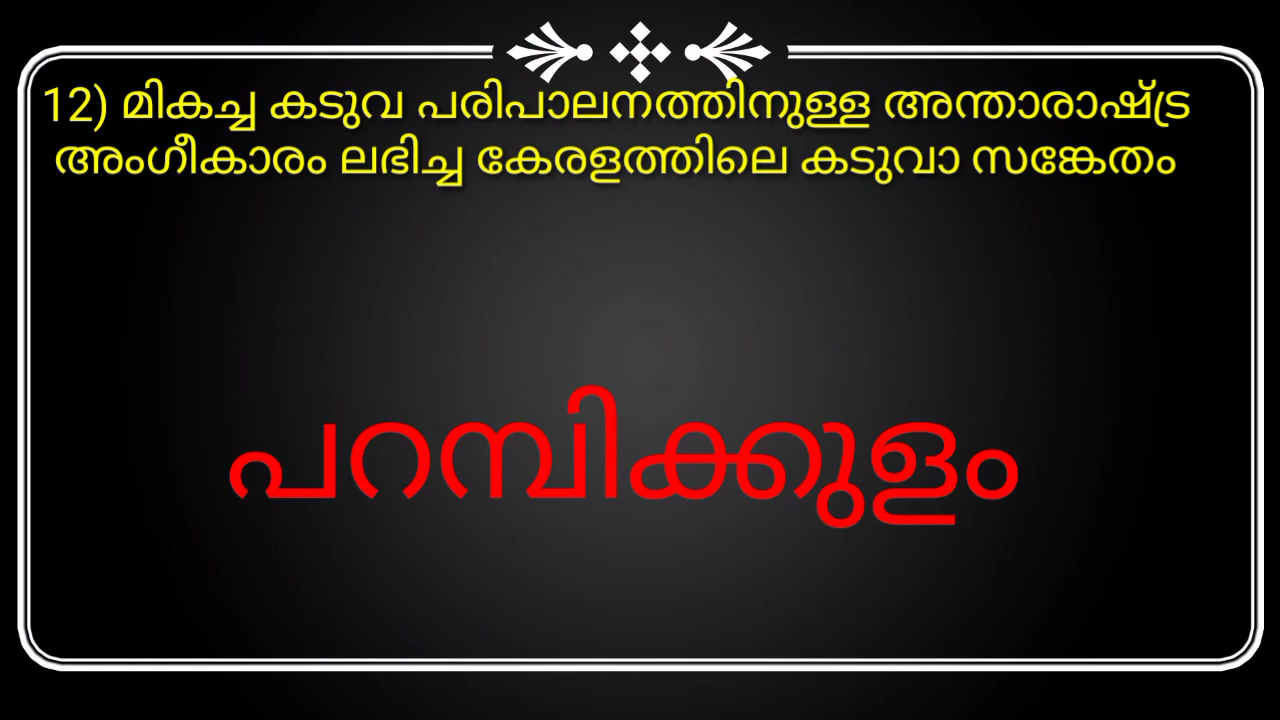 12) മികച്ച കടുവ പരിപാലനത്തിനുള്ള അന്താരാഷ്ട്ര
അംഗീകാരം ലഭിച്ച കേരളത്തിലെ കടുവാ സങ്കേതം
പറമ്പിക്കുളം